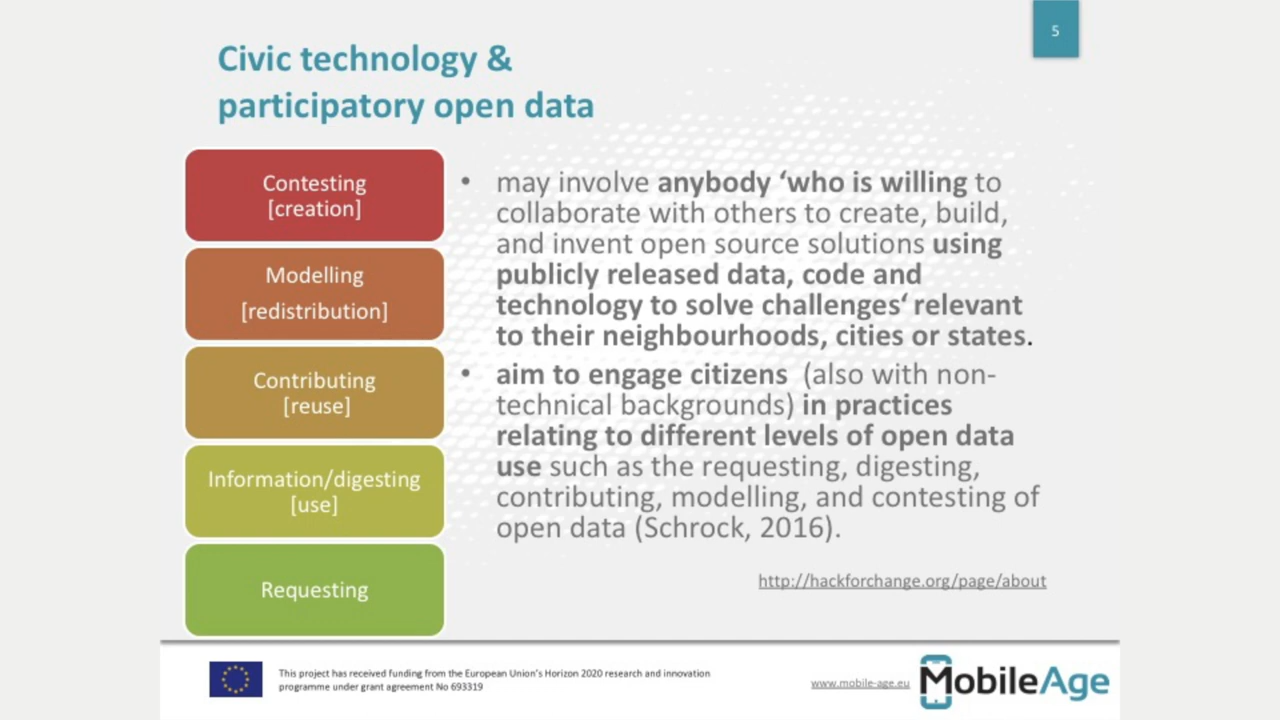 5
Civic technology &
participatory open data
Contesting
[creation]
Modelling
[redistribution]
Contributing
[reuse]
Information/digesting
[use]
Requesting
• may involve anybody ‘who is willing to
collaborate with others to create, build,
and invent open source solutions using
publicly released data, code and
technology to solve challenges‘ relevant
to their neighbourhoods, cities or states.
• aim to engage citizens (also with non-
technical backgrounds) in practices
relating to different levels of open data
use such as the requesting, digesting,
contributing, modelling, and contesting of
open data (Schrock, 2016).
http://hackforchange.org/page/about
This project has received funding from the European Union's Horizon 2020 research and innovation
programme under grant agreement No 693319
www.mobile-age.eu
MobileAge